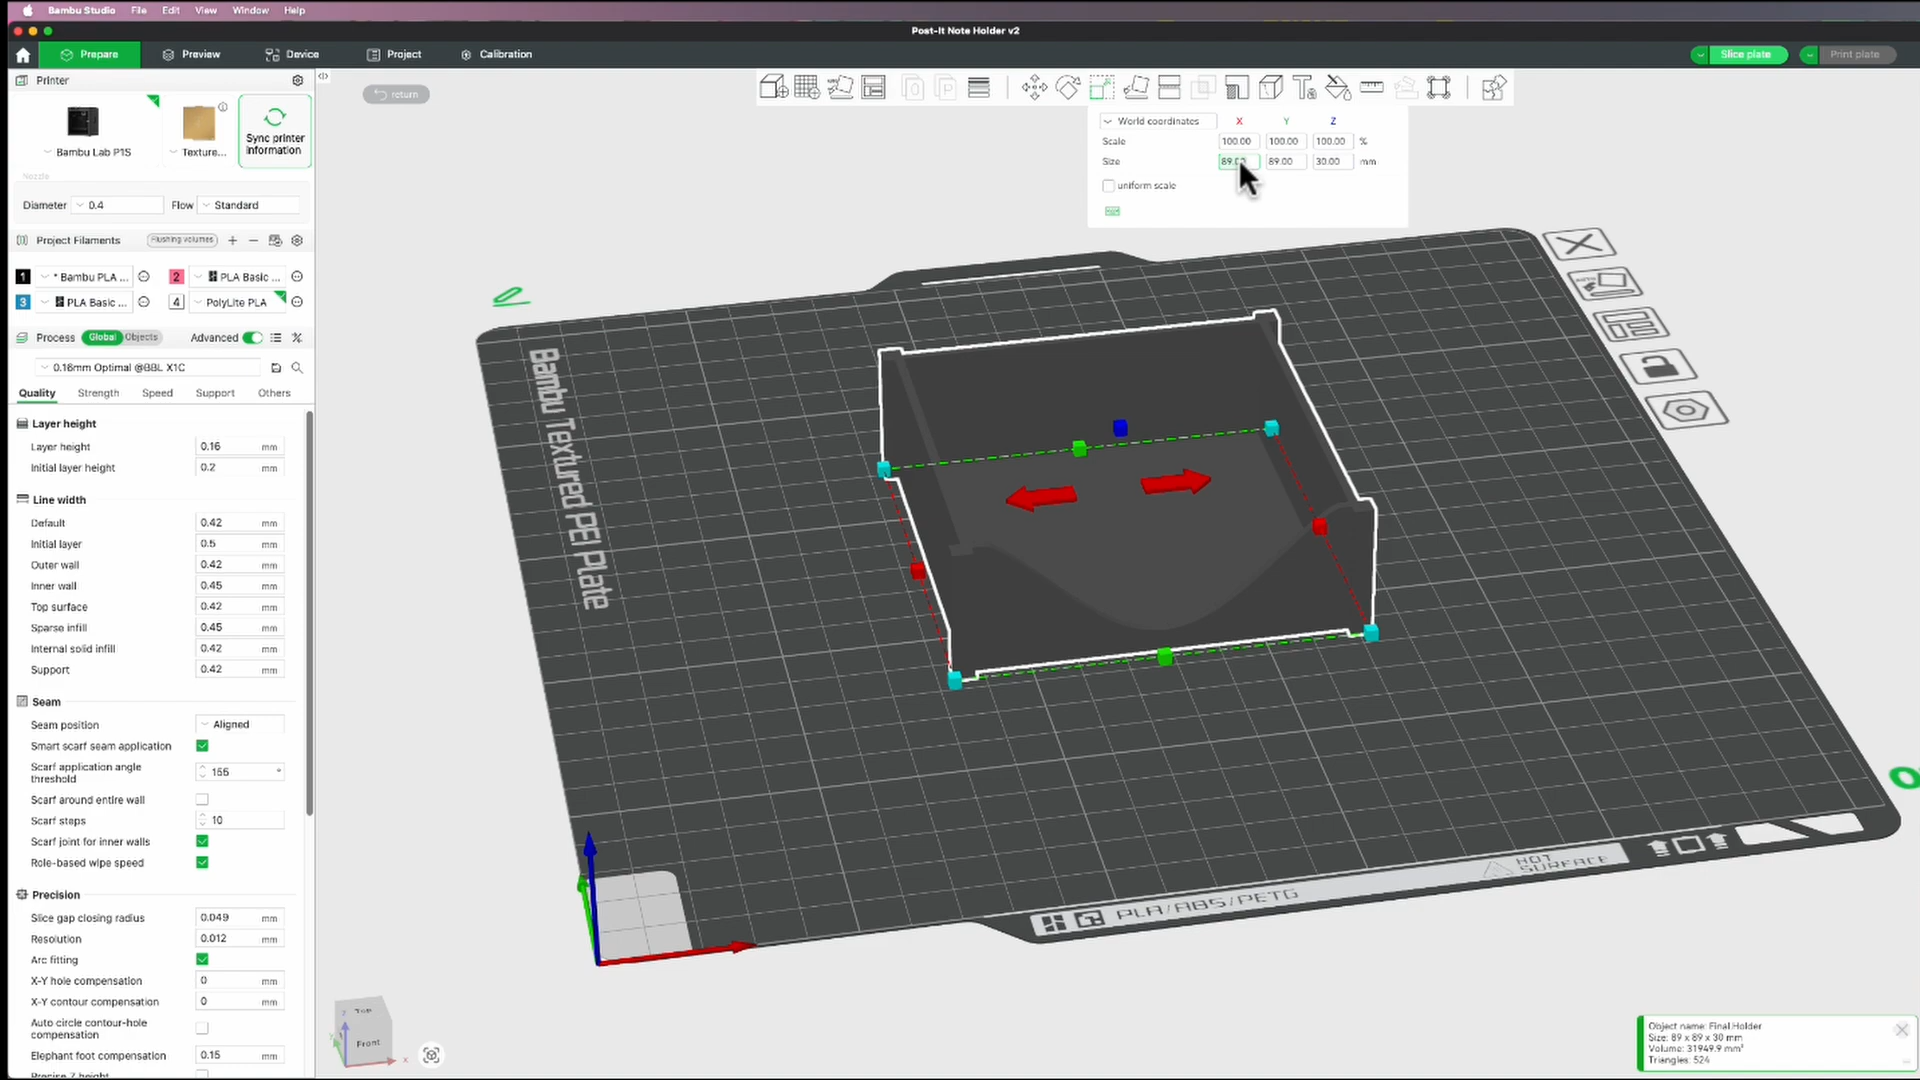 Bambu Studio File Edit View Window Help
Post-It Note Holder v2
Prepare Preview Device Project Calibration Slice plate Print plate
Printer
return
Bambu Lab P1S Texture... Sync printer information
Nozzle
Diameter 0.4 Flow Standard
Project Filaments Flushing volumes + −
1 * Bambu PLA ... 2 PLA Basic ...
3 PLA Basic ... 4 PolyLite PLA
Process Global Objects Advanced
0.16mm Optimal @BBL X1C
Quality Strength Speed Support Others
Layer height
Layer height 0.16 mm
Initial layer height 0.2 mm
Line width
Default 0.42 mm
Initial layer 0.5 mm
Outer wall 0.42 mm
Inner wall 0.45 mm
Top surface 0.42 mm
Sparse infill 0.45 mm
Internal solid infill 0.42 mm
Support 0.42 mm
Seam
Seam position Aligned
Smart scarf seam application
Scarf application angle
threshold 155 °
Scarf around entire wall
Scarf steps 10
Scarf joint for inner walls
Role-based wipe speed
Precision
Slice gap closing radius 0.049 mm
Resolution 0.012 mm
Arc fitting
X-Y hole compensation 0 mm
X-Y contour compensation 0 mm
Auto circle contour-hole
compensation
Elephant foot compensation 0.15 mm
Precise Z height
World coordinates X Y Z
Scale 100.00 100.00 100.00 %
Size 89.00 89.00 30.00 mm
uniform scale
Bambu Textured PEI Plate
PLA/ABS/PETG
HOT
SURFACE
Top
Front
z
x
Object name: Final Holder
Size: 89 x 89 x 30 mm
Volume: 31949.9 mm³
Triangles: 524